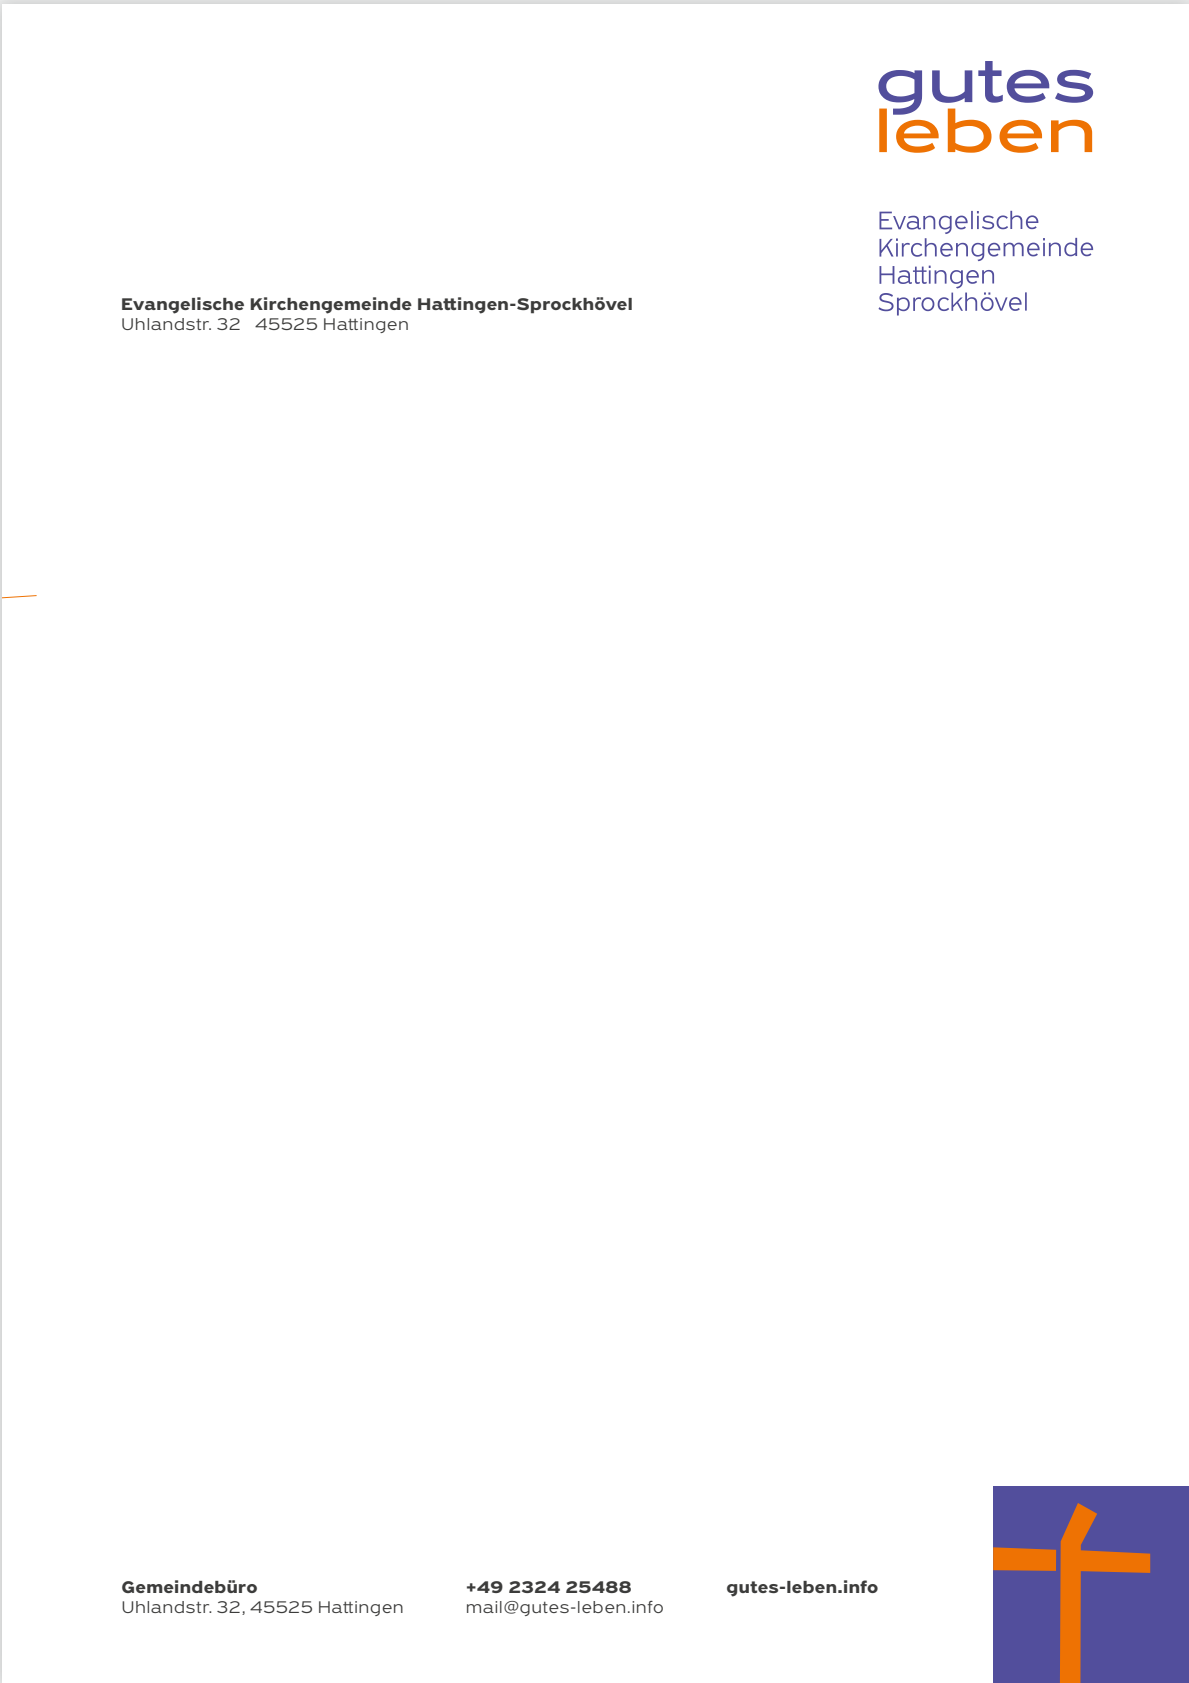 gutes
leben
Evangelische
Kirchengemeinde
Hattingen
Sprockhövel
Evangelische Kirchengemeinde Hattingen-Sprockhövel
Uhlandstr. 32 45525 Hattingen
Gemeindebüro
Uhlandstr. 32, 45525 Hattingen
+49 2324 25488
mail@gutes-leben.info
gutes-leben.info